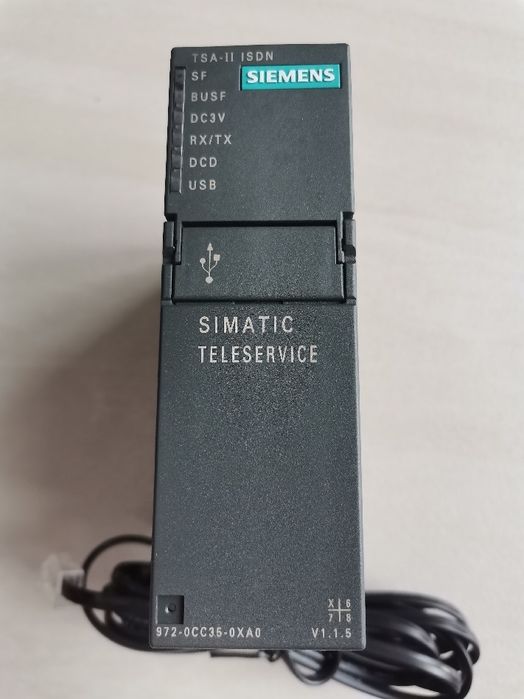 TSA-II ISDN
SIEMENS
SF
BUSF
DC3V
RX/TX
DCD
USB
SIMATIC
TELESERVICE
X 6
7 8
972-0CC35-0XA0 V1.1.5